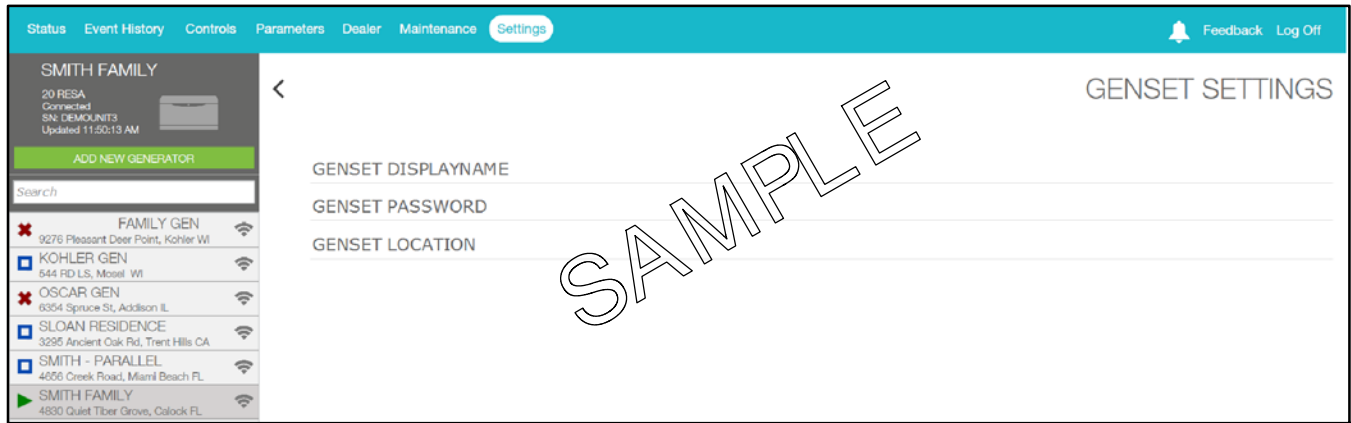 Status Event History Controls Parameters Dealer Maintenance Settings Feedback Log Off
SMITH FAMILY
20 RESA
Connected
SN: DEMOUNIT3
Updated 11:50:13 AM
ADD NEW GENERATOR
Search
FAMILY GEN
9276 Pleasant Deer Point, Kohler WI
KOHLER GEN
544 RD LS, Mosel WI
OSCAR GEN
6354 Spruce St, Addison IL
SLOAN RESIDENCE
3295 Ancient Oak Rd, Trent Hills CA
SMITH - PARALLEL
4656 Creek Road, Miami Beach FL
SMITH FAMILY
4830 Quiet Tiber Grove, Calock FL
GENSET SETTINGS
GENSET DISPLAYNAME
GENSET PASSWORD
GENSET LOCATION
SAMPLE